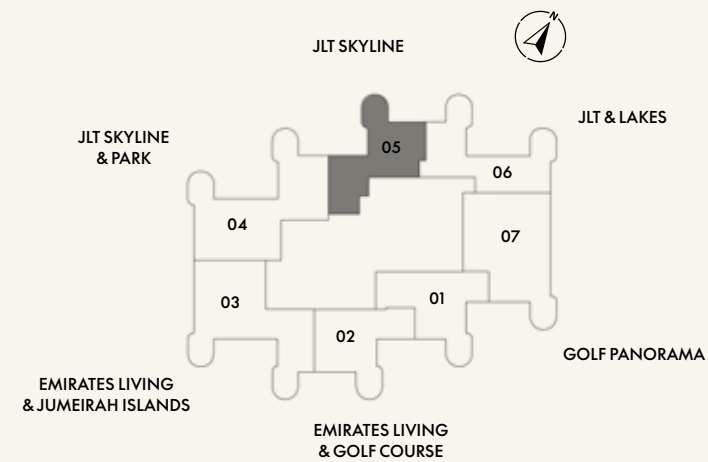 N
JLT SKYLINE
JLT & LAKES
JLT SKYLINE
& PARK
05
06
04
07
03
01
02
GOLF PANORAMA
EMIRATES LIVING
& JUMEIRAH ISLANDS
EMIRATES LIVING
& GOLF COURSE